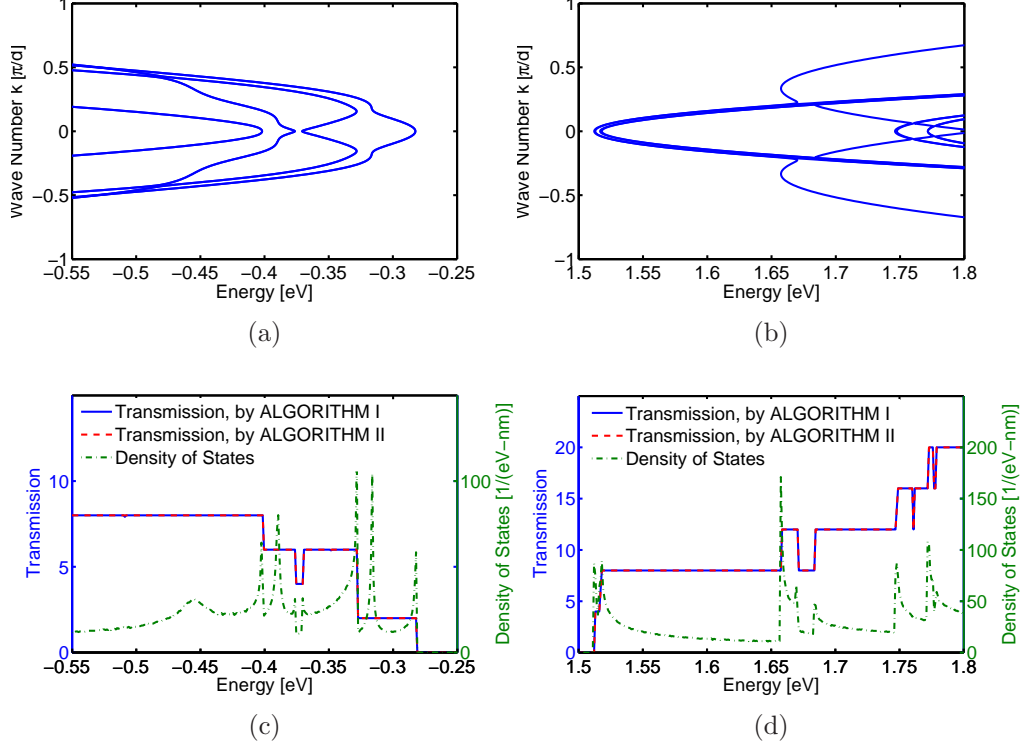 1
0.5
0
−0.5
−1
Wave Number k [π/d]
−0.55 −0.5 −0.45 −0.4 −0.35 −0.3 −0.25
Energy [eV]
(a)
1
0.5
0
−0.5
−1
Wave Number k [π/d]
1.5 1.55 1.6 1.65 1.7 1.75 1.8
Energy [eV]
(b)
Transmission, by ALGORITHM I
Transmission, by ALGORITHM II
Density of States
10
5
0
Transmission
100
0
Density of States [1/(eV−nm)]
−0.55 −0.5 −0.45 −0.4 −0.35 −0.3 −0.25
Energy [eV]
(c)
Transmission, by ALGORITHM I
Transmission, by ALGORITHM II
Density of States
20
15
10
5
0
Transmission
200
150
100
50
0
Density of States [1/(eV−nm)]
1.5 1.55 1.6 1.65 1.7 1.75 1.8
Energy [eV]
(d)